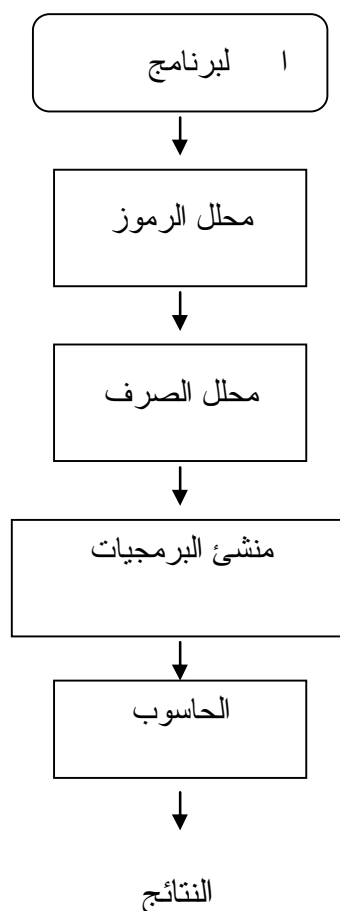 ا لبرنامج
محلل الرموز
محلل الصرف
منشئ البرمجيات
الحاسوب
النتائج